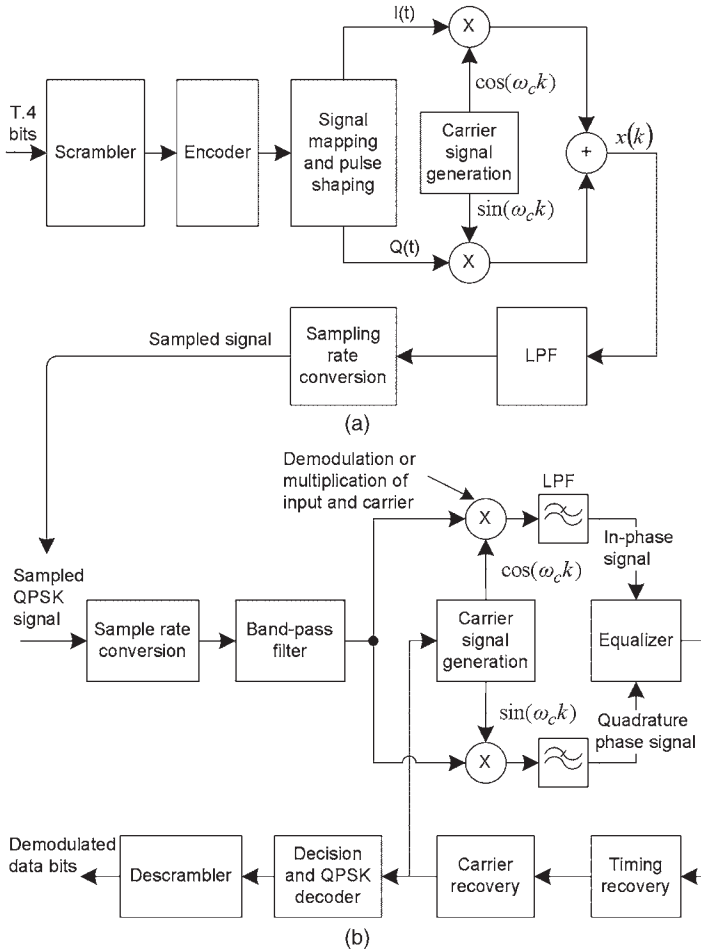 I(t)
X
cos(ω_c k)
T.4
bits
Scrambler
Encoder
Signal
mapping
and pulse
shaping
Carrier
signal
generation
+
x(k)
sin(ω_c k)
Q(t)
X
Sampled signal
Sampling
rate
conversion
LPF
(a)
Demodulation or
multiplication of
input and carrier
LPF
X
In-phase
signal
cos(ω_c k)
Sampled
QPSK
signal
Sample rate
conversion
Band-pass
filter
Carrier
signal
generation
Equalizer
sin(ω_c k)
Quadrature
phase signal
X
Demodulated
data bits
Descrambler
Decision
and QPSK
decoder
Carrier
recovery
Timing
recovery
(b)